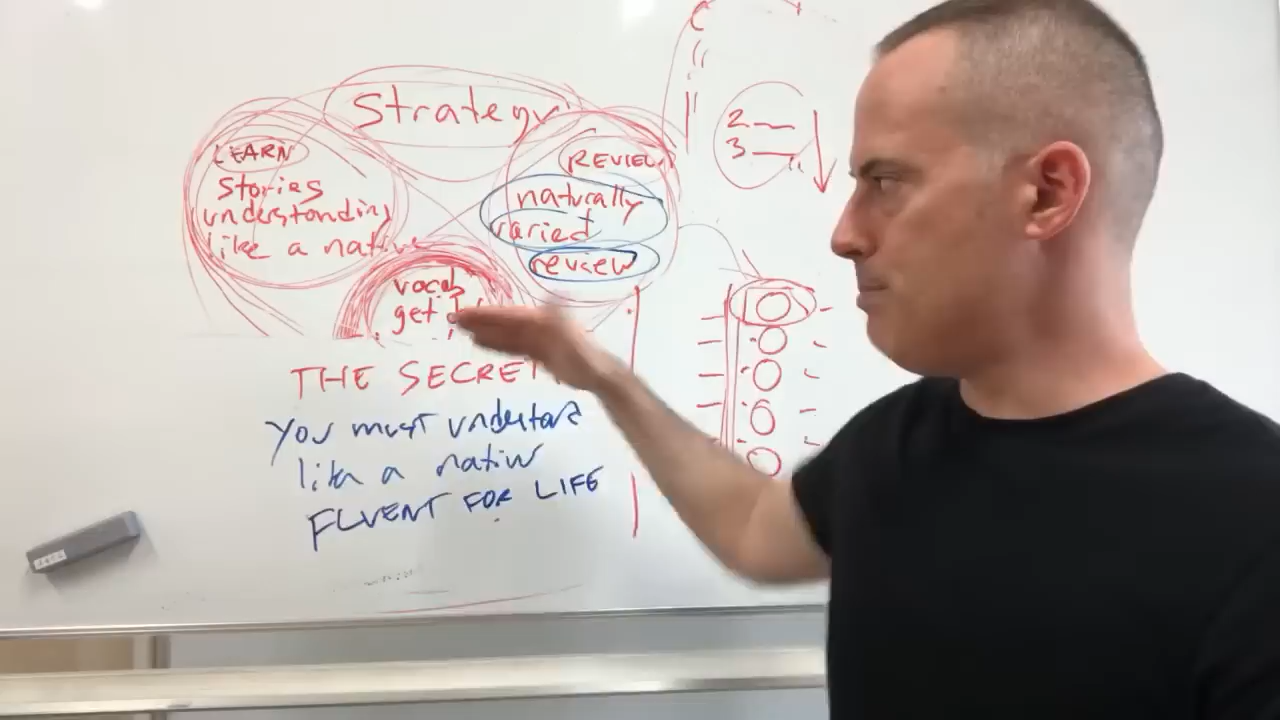 Strategy
LEARN
stories
understanding
like a native
REVIEW
naturally
varied
review
vocab
get
THE SECRET
You must understand
like a native
FLUENT FOR LIFE
2
3